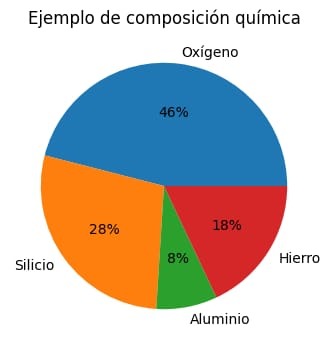 Ejemplo de composición química
Oxígeno
46%
28%
18%
8%
Silicio
Hierro
Aluminio